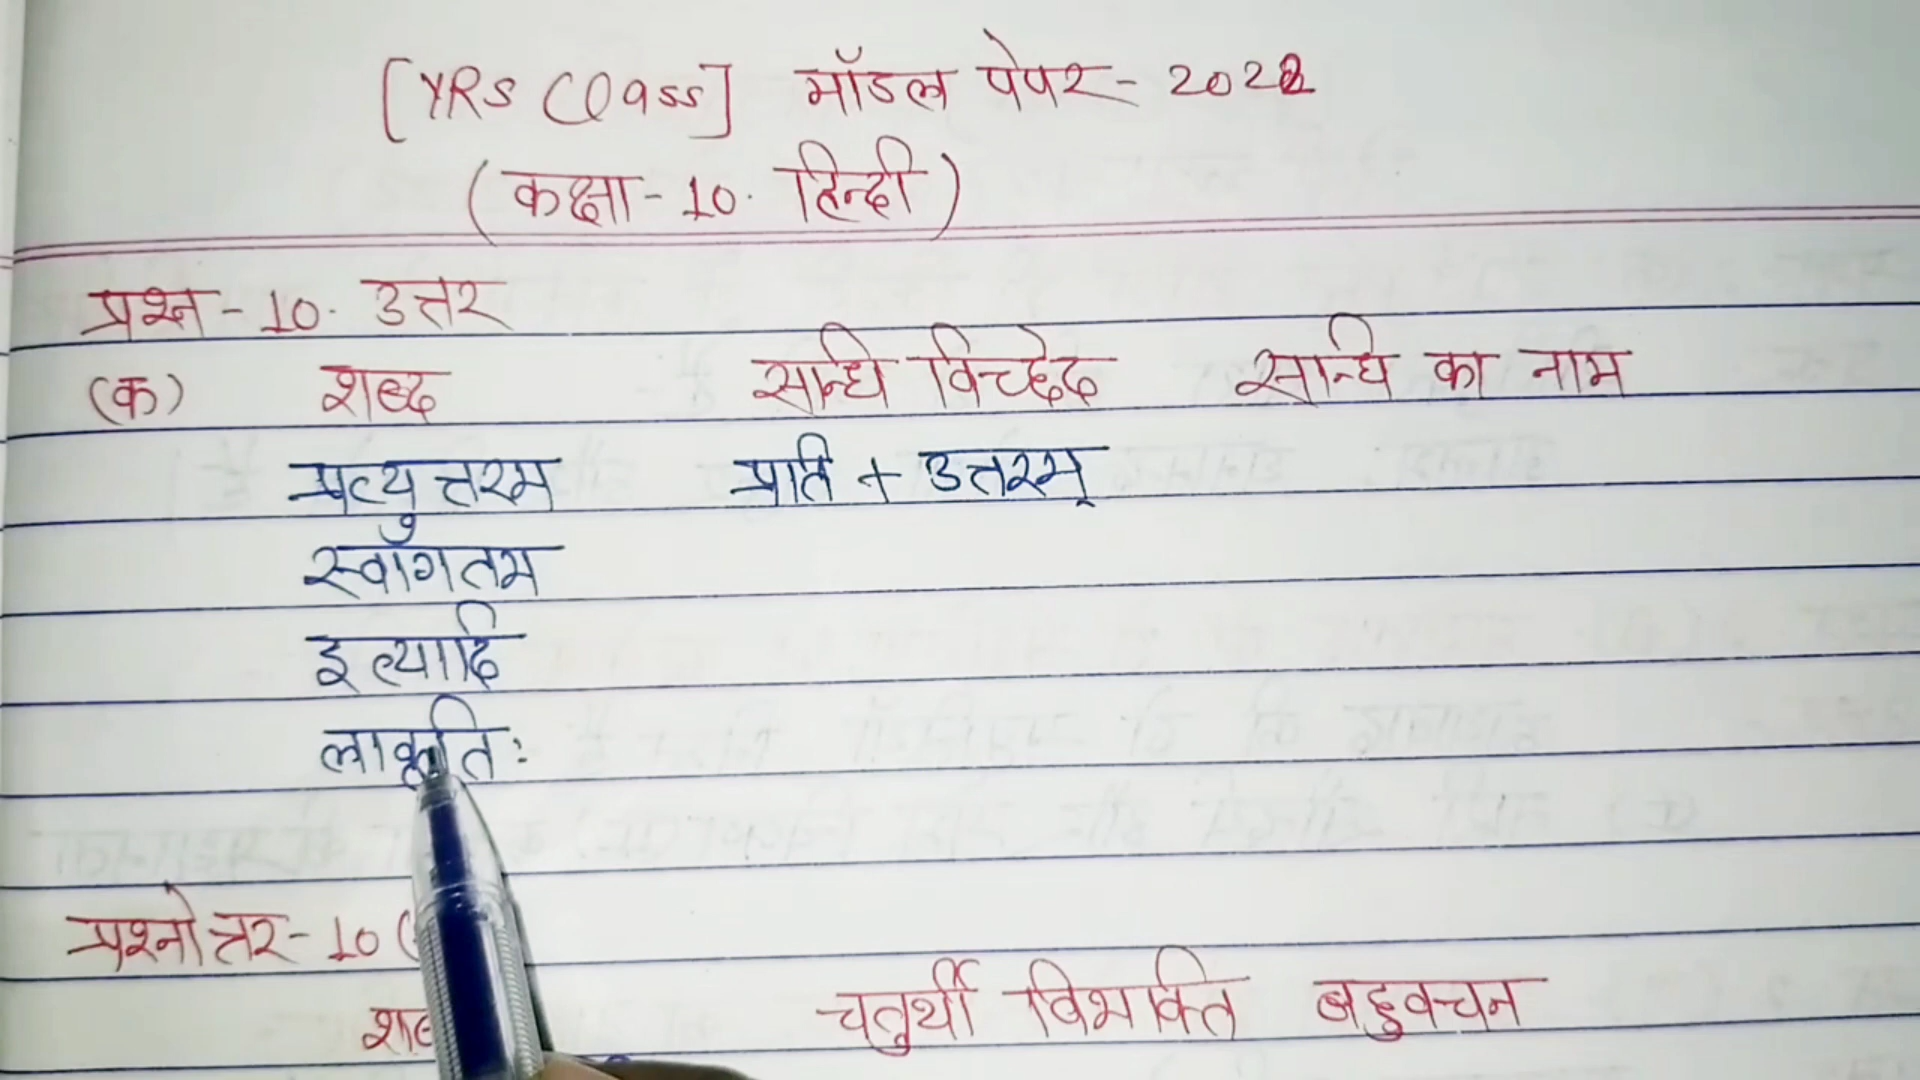 [YRs Class] मॉडल पेपर - 2022
(कक्षा - 10. हिन्दी)
प्रश्न - 10. उत्तर
(क) शब्द सन्धि विच्छेद सन्धि का नाम
प्रत्युत्तरम प्रति + उत्तरम्
स्वागतम
इत्यादि
लाकृति:
प्रश्नोत्तर - 10 (
चतुर्थी विभक्ति बहुवचन